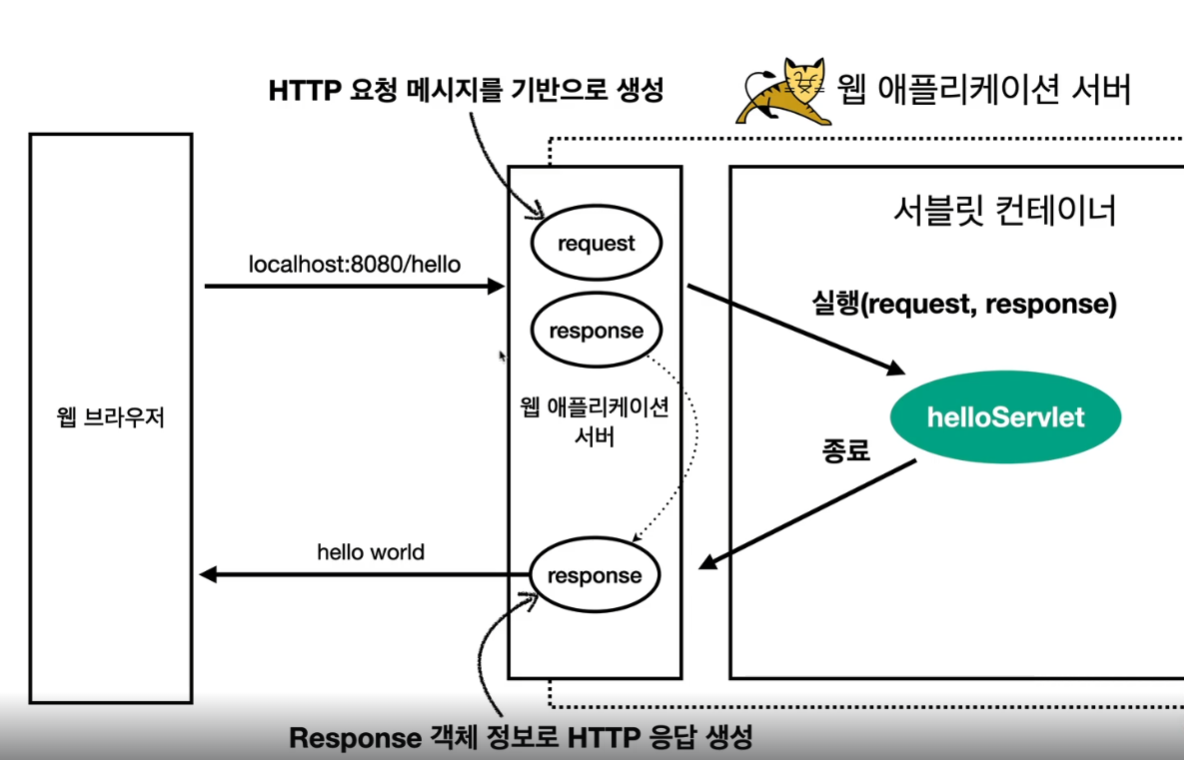 HTTP 요청 메시지를 기반으로 생성
웹 애플리케이션 서버
서블릿 컨테이너
request
localhost:8080/hello
실행(request, response)
response
웹 브라우저
웹 애플리케이션
서버
helloServlet
종료
hello world
response
Response 객체 정보로 HTTP 응답 생성